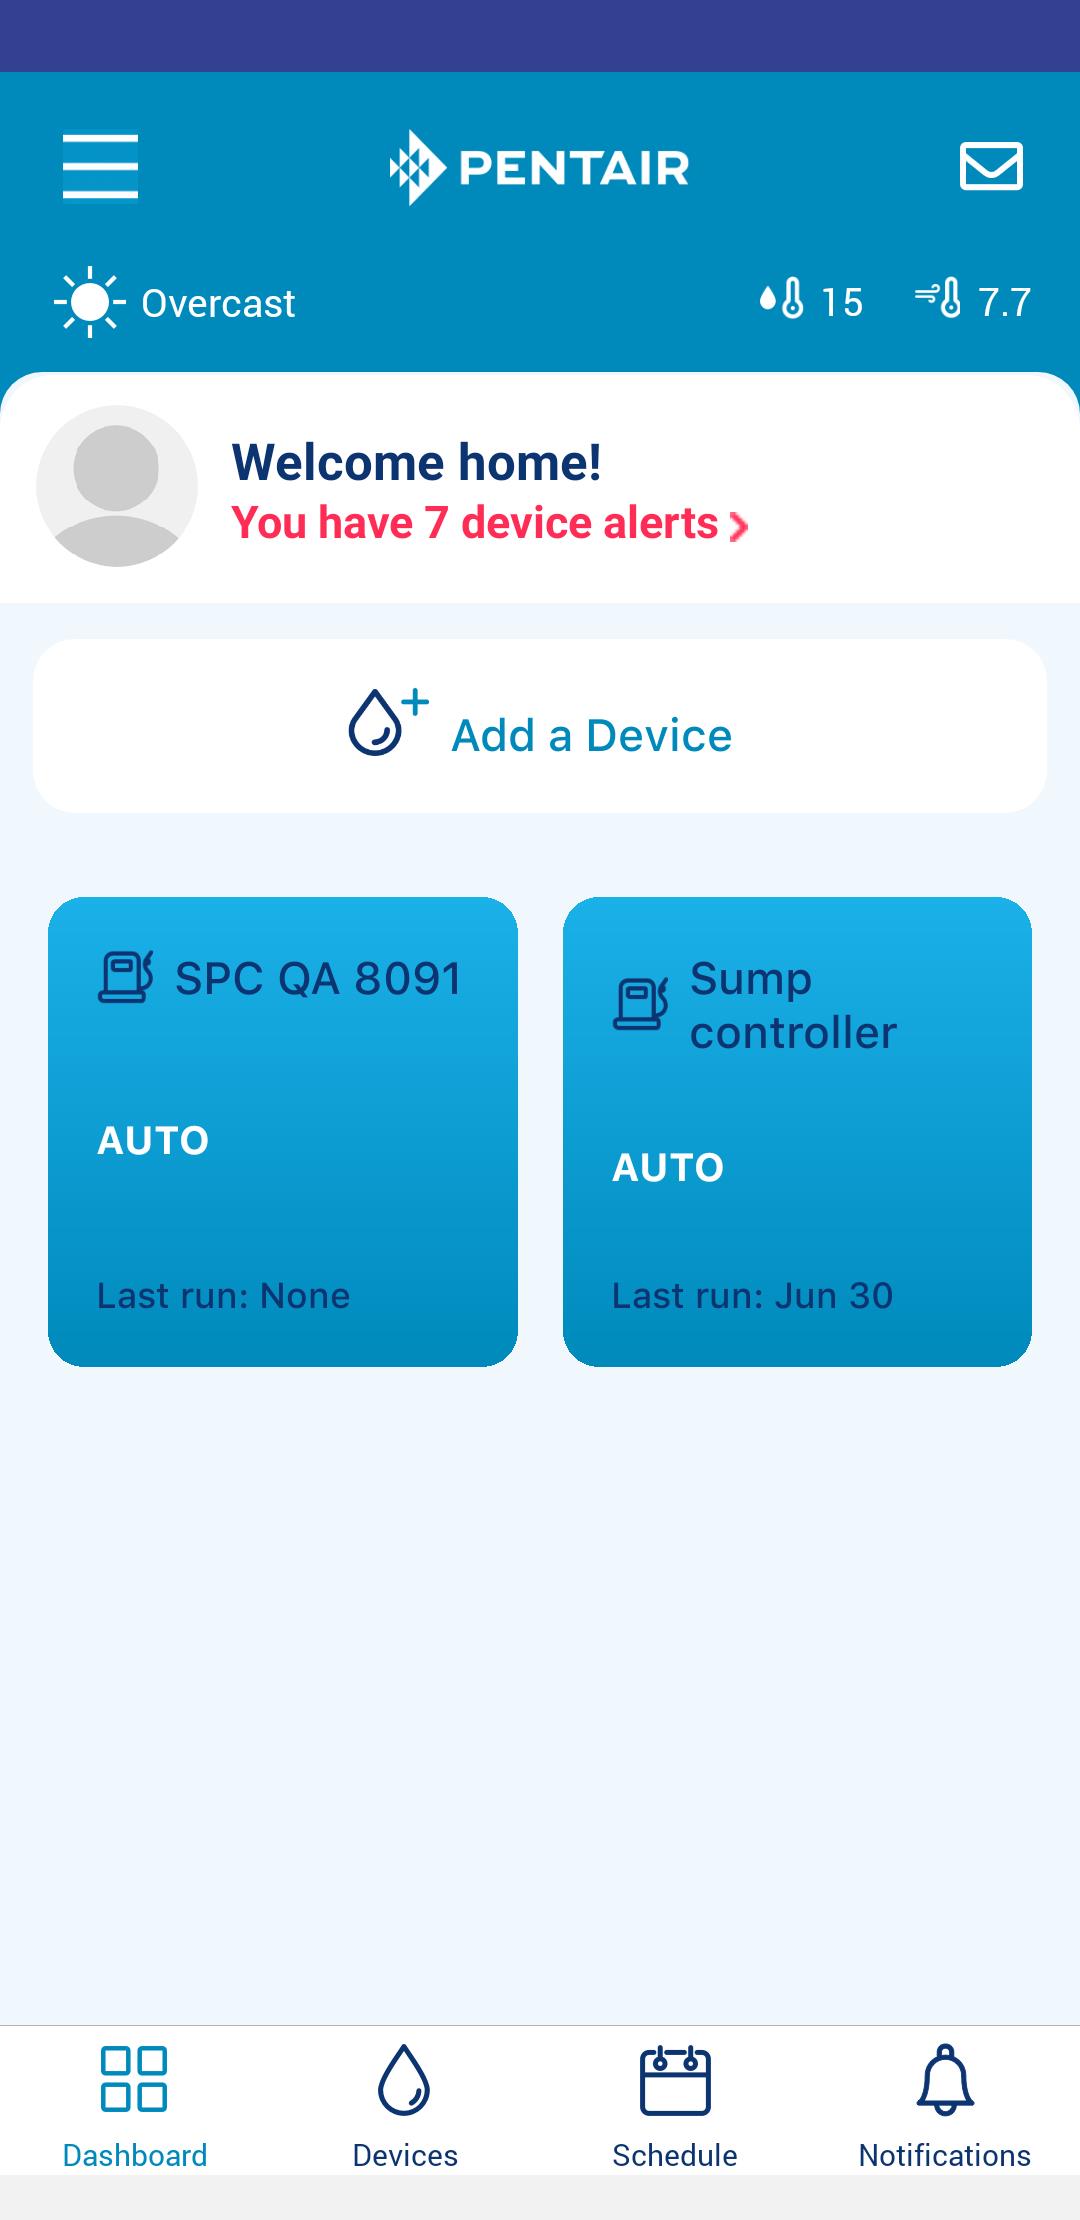 PENTAIR
Overcast
15
7.7
Welcome home!
You have 7 device alerts
Add a Device
SPC QA 8091
AUTO
Last run: None
Sump
controller
AUTO
Last run: Jun 30
Dashboard
Devices
Schedule
Notifications